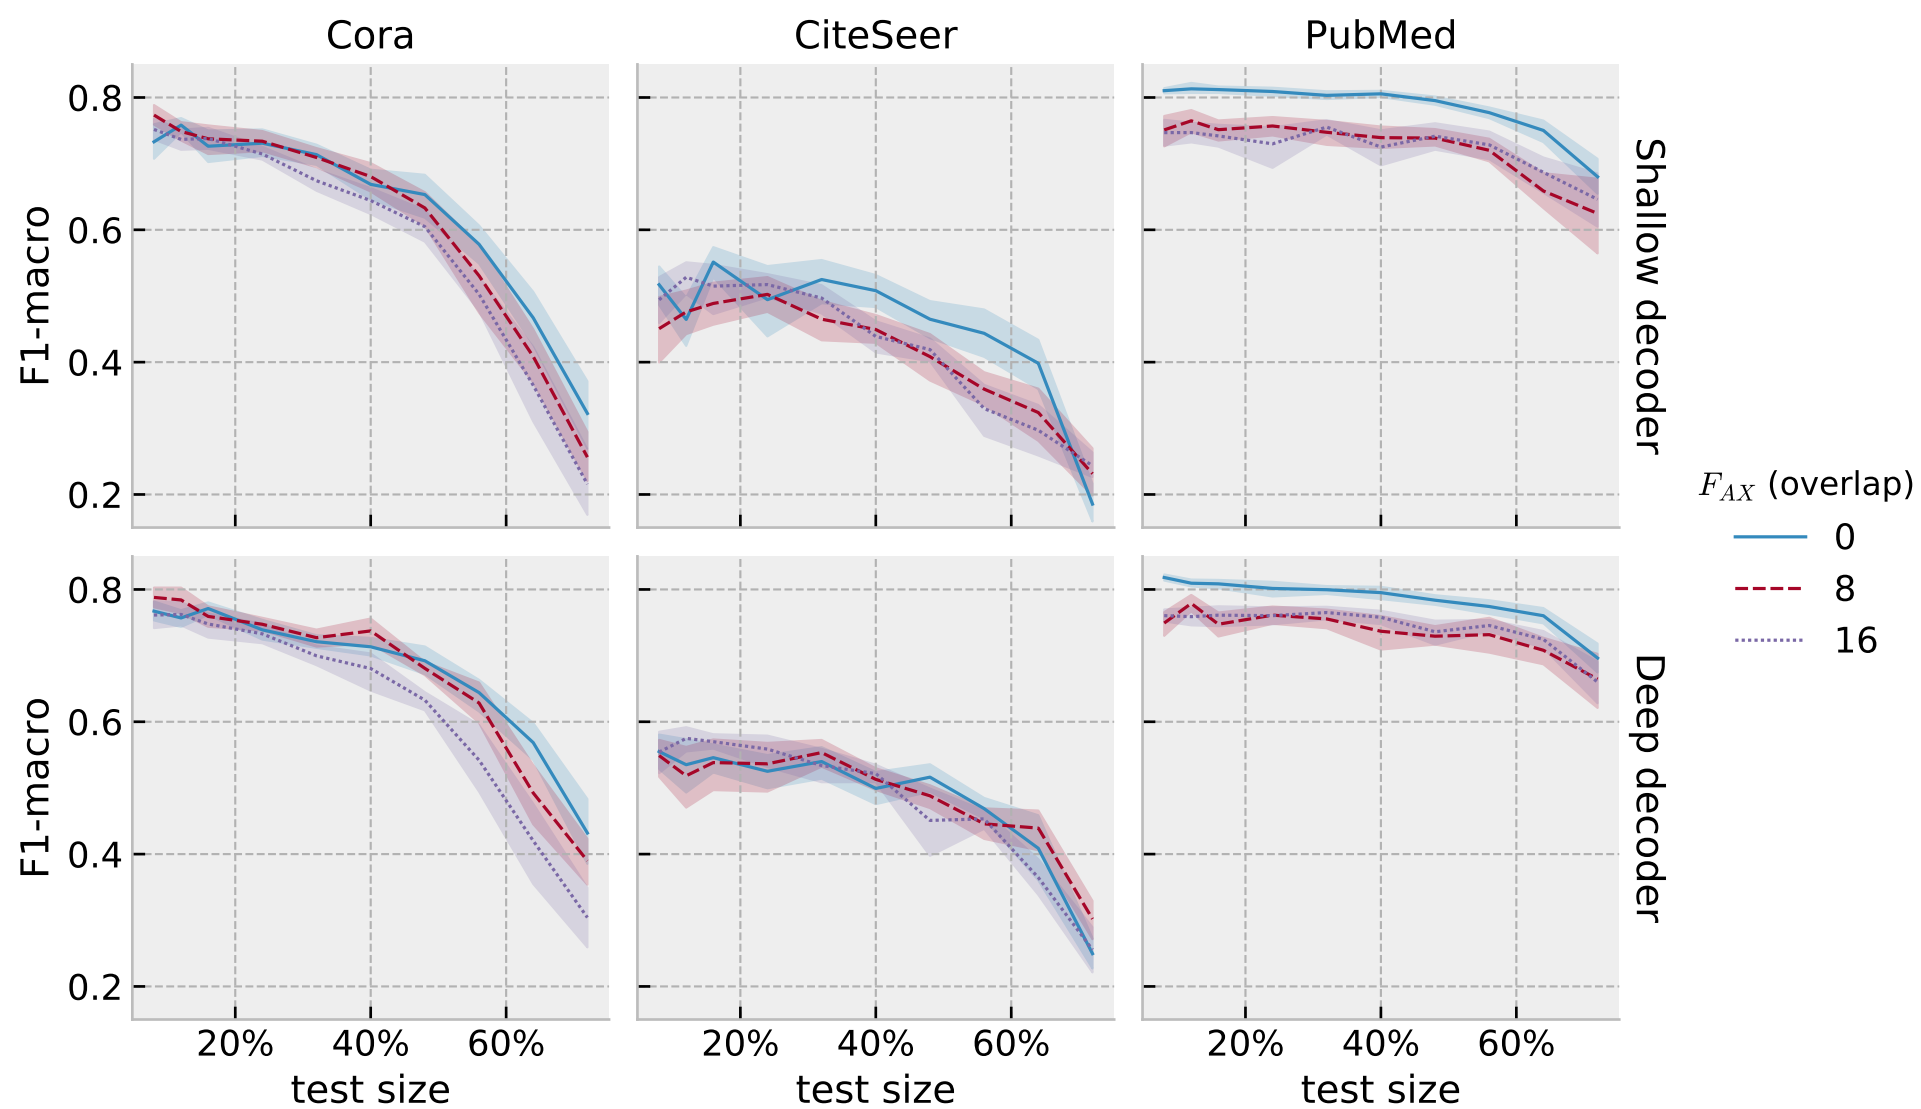 Cora
CiteSeer
PubMed
0.8
0.6
0.4
0.2
F1-macro
Shallow decoder
0.8
0.6
0.4
0.2
F1-macro
Deep decoder
20% 40% 60%
20% 40% 60%
20% 40% 60%
test size
test size
test size
F_AX (overlap)
0
8
16